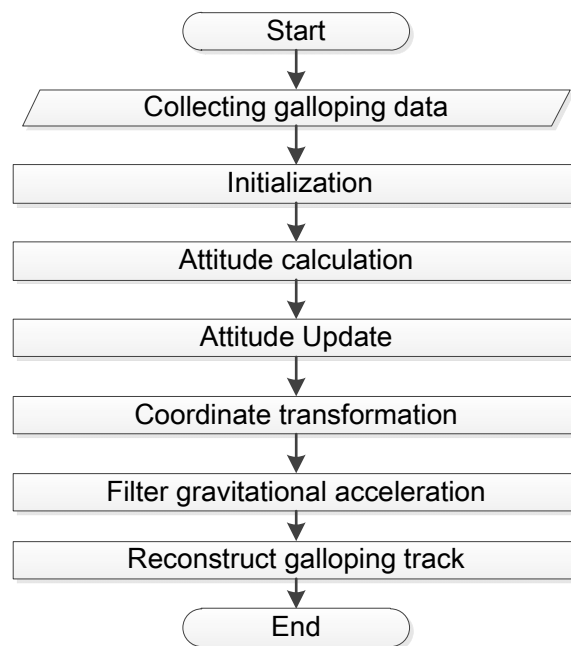 Start
Collecting galloping data
Initialization
Attitude calculation
Attitude Update
Coordinate transformation
Filter gravitational acceleration
Reconstruct galloping track
End